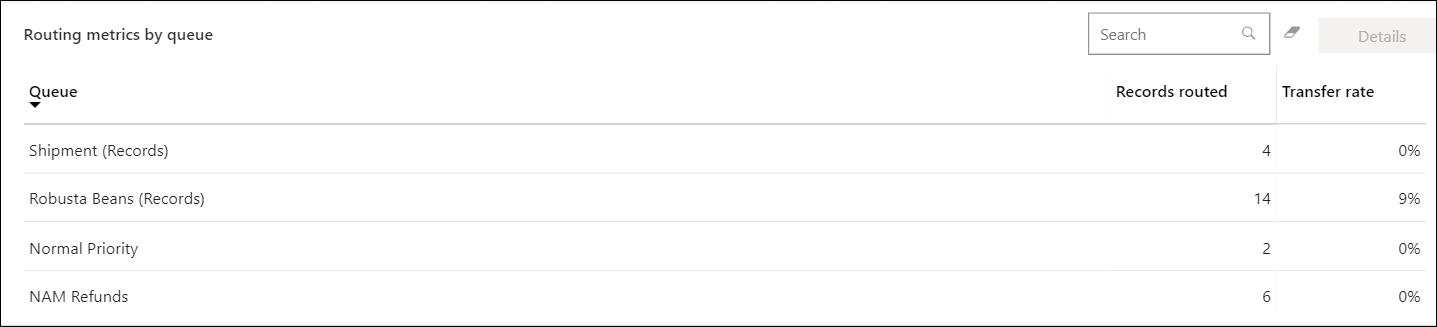 Routing metrics by queue Search Details
Queue Records routed Transfer rate
Shipment (Records) 4 0%
Robusta Beans (Records) 14 9%
Normal Priority 2 0%
NAM Refunds 6 0%